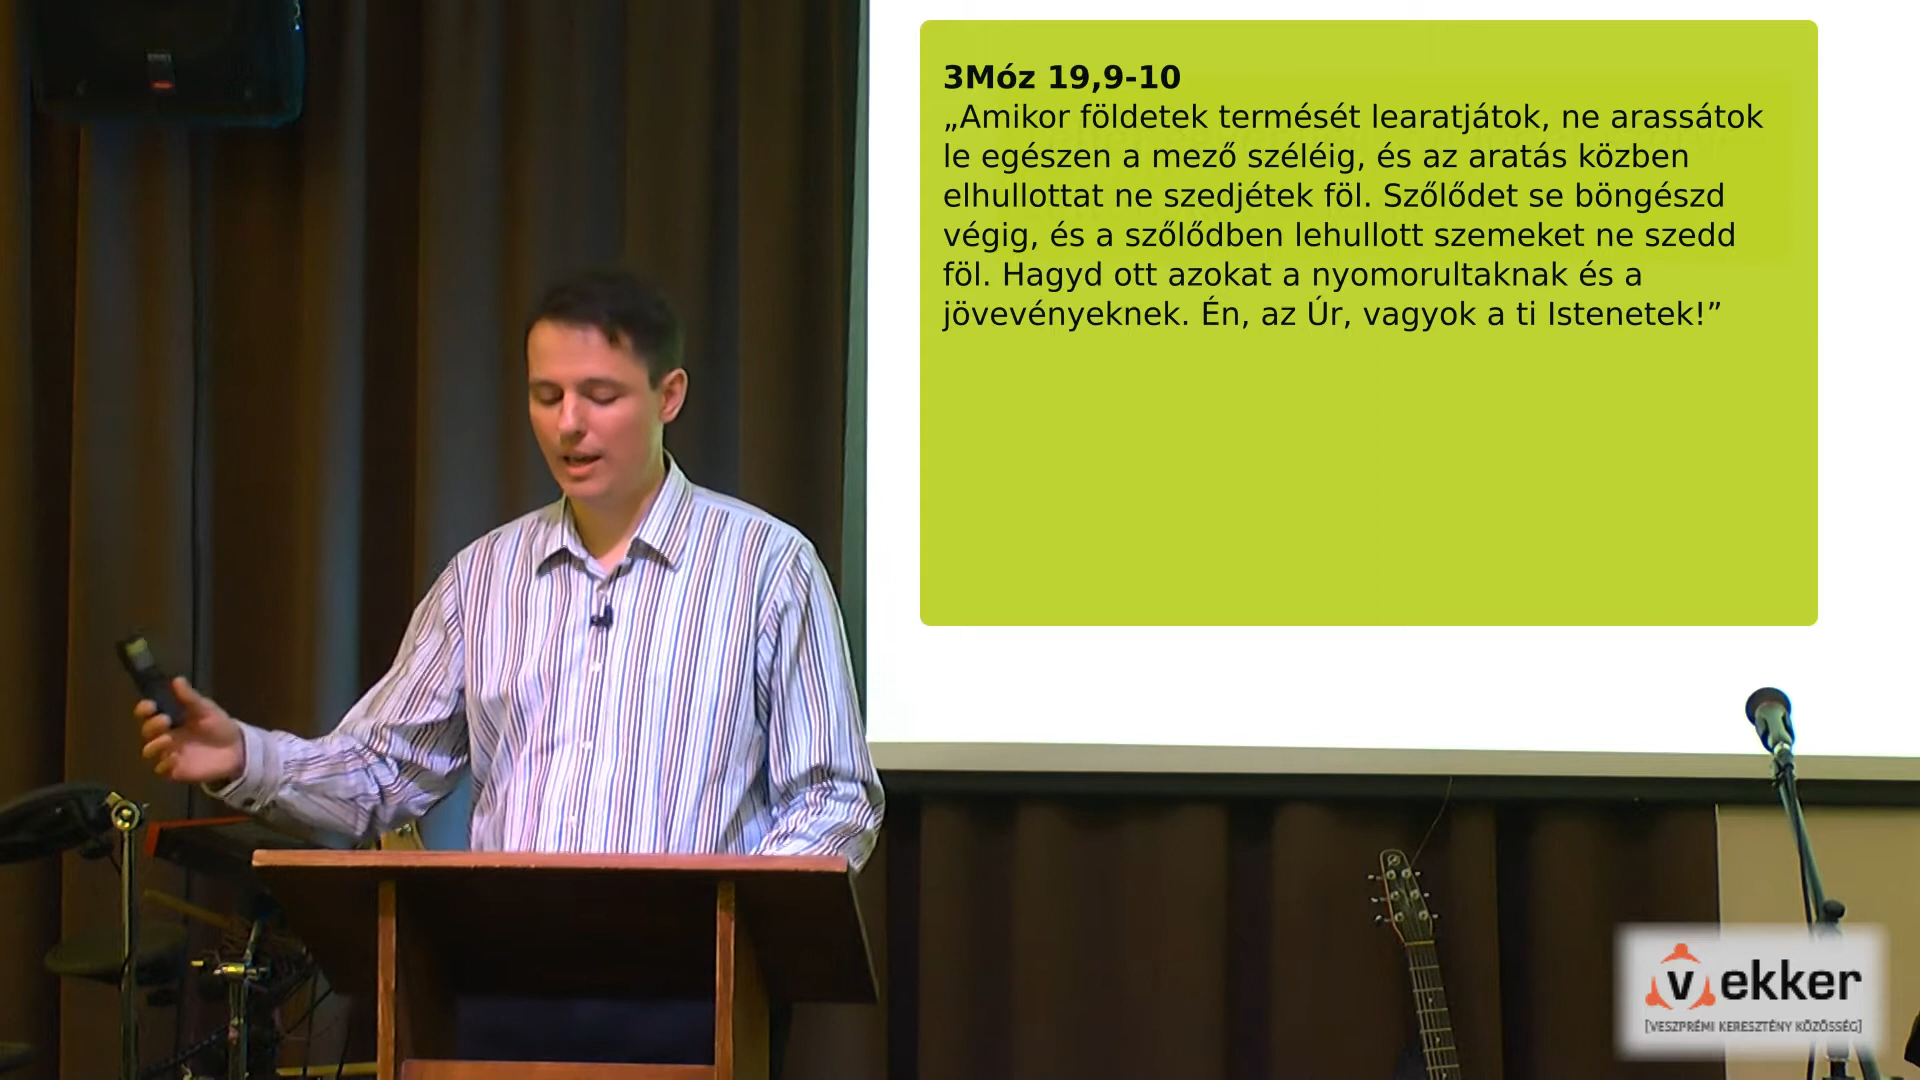 3Móz 19,9-10
„Amikor földetek termését learatjátok, ne arassátok
le egészen a mező széléig, és az aratás közben
elhullottat ne szedjétek föl. Szőlődet se böngészd
végig, és a szőlődben lehullott szemeket ne szedd
föl. Hagyd ott azokat a nyomorultaknak és a
jövevényeknek. Én, az Úr, vagyok a ti Istenetek!”
vekker
[VESZPRÉMI KERESZTÉNY KÖZÖSSÉG]